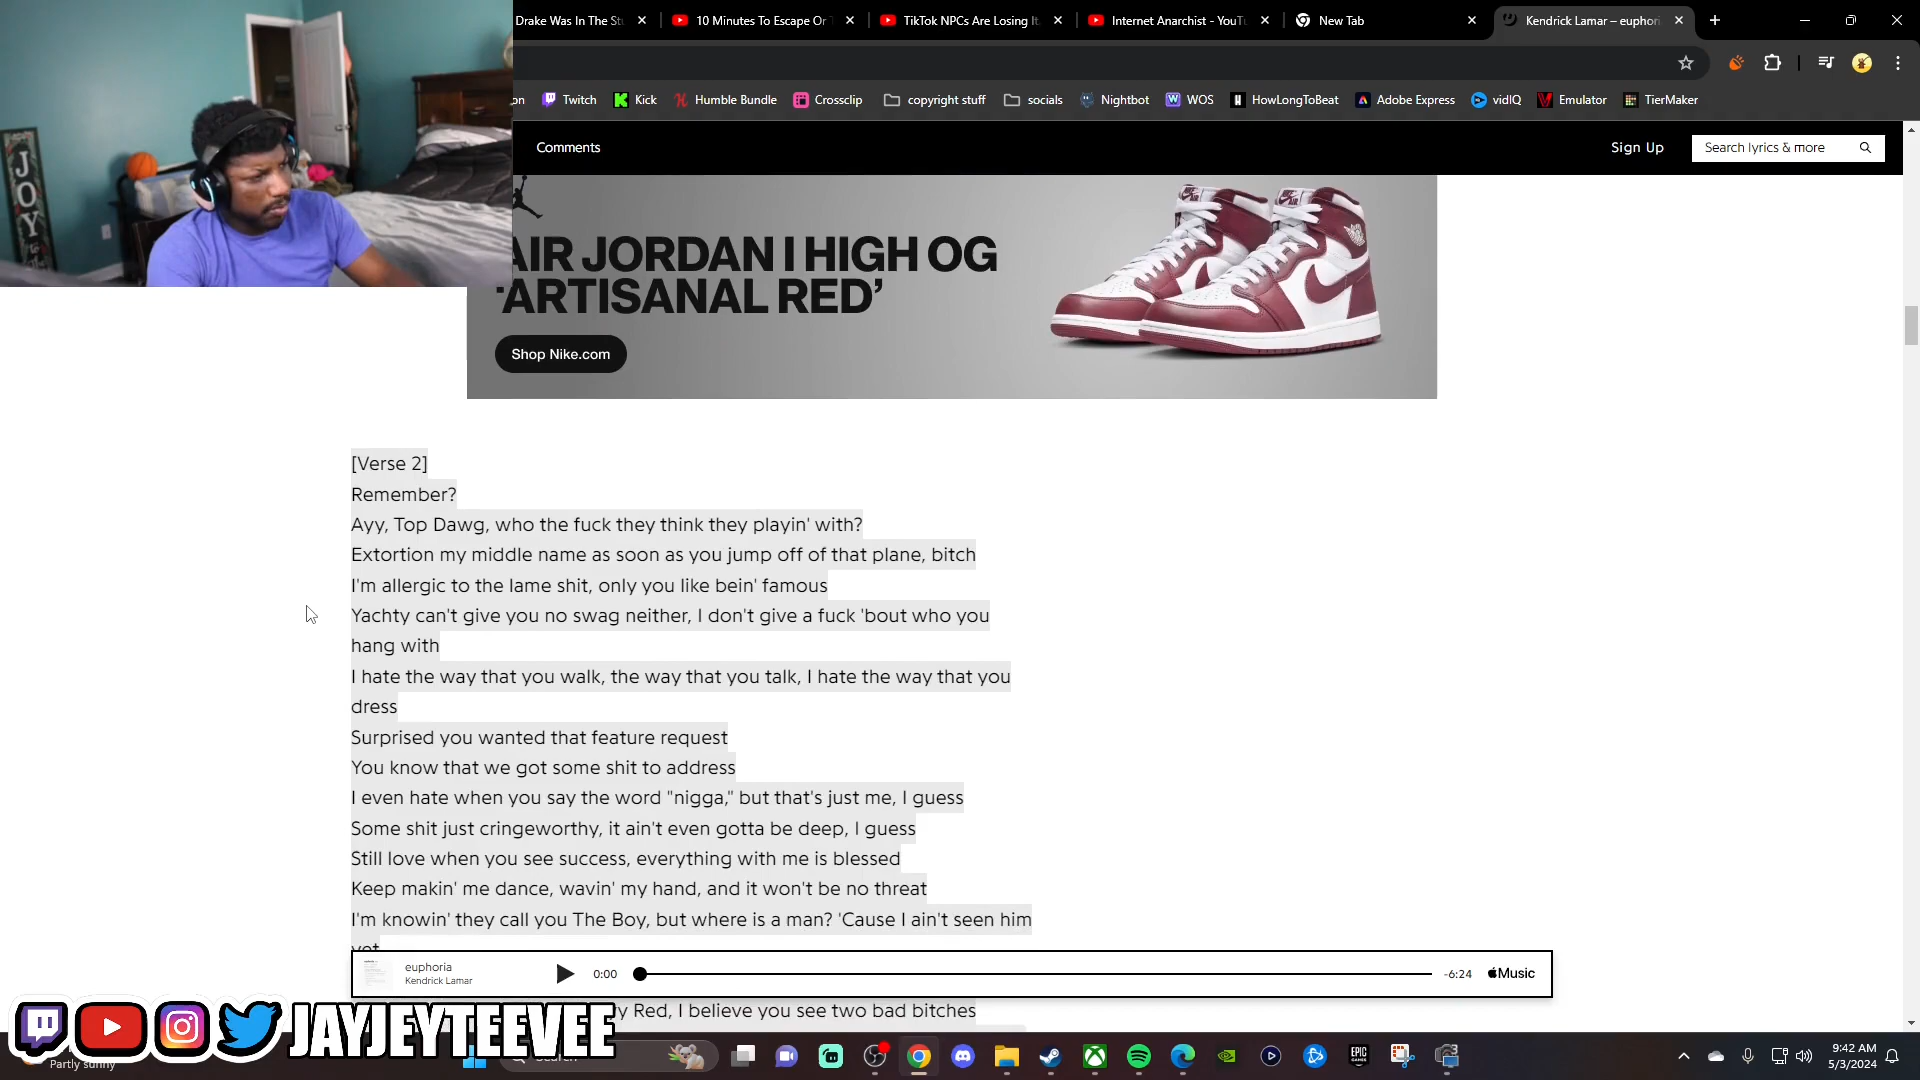 Drake Was In The Stu
10 Minutes To Escape Or
TikTok NPCs Are Losing It
Internet Anarchist - YouTu
New Tab
Kendrick Lamar – euphori
on
Twitch
Kick
Humble Bundle
Crossclip
copyright stuff
socials
Nightbot
WOS
HowLongToBeat
Adobe Express
vidIQ
Emulator
TierMaker
JOY
Comments
Sign Up
Search lyrics & more
AIR JORDAN I HIGH OG
'ARTISANAL RED'
Shop Nike.com
[Verse 2]
Remember?
Ayy, Top Dawg, who the fuck they think they playin' with?
Extortion my middle name as soon as you jump off of that plane, bitch
I'm allergic to the lame shit, only you like bein' famous
Yachty can't give you no swag neither, I don't give a fuck 'bout who you
hang with
I hate the way that you walk, the way that you talk, I hate the way that you
dress
Surprised you wanted that feature request
You know that we got some shit to address
I even hate when you say the word "nigga," but that's just me, I guess
Some shit just cringeworthy, it ain't even gotta be deep, I guess
Still love when you see success, everything with me is blessed
Keep makin' me dance, wavin' my hand, and it won't be no threat
I'm knowin' they call you The Boy, but where is a man? 'Cause I ain't seen him
yet
euphoria
Kendrick Lamar
0:00
-6:24
Music
y Red, I believe you see two bad bitches
JAYJEYTEEVEE
Partly sunny
Search
EPIC GAMES
9:42 AM
5/3/2024